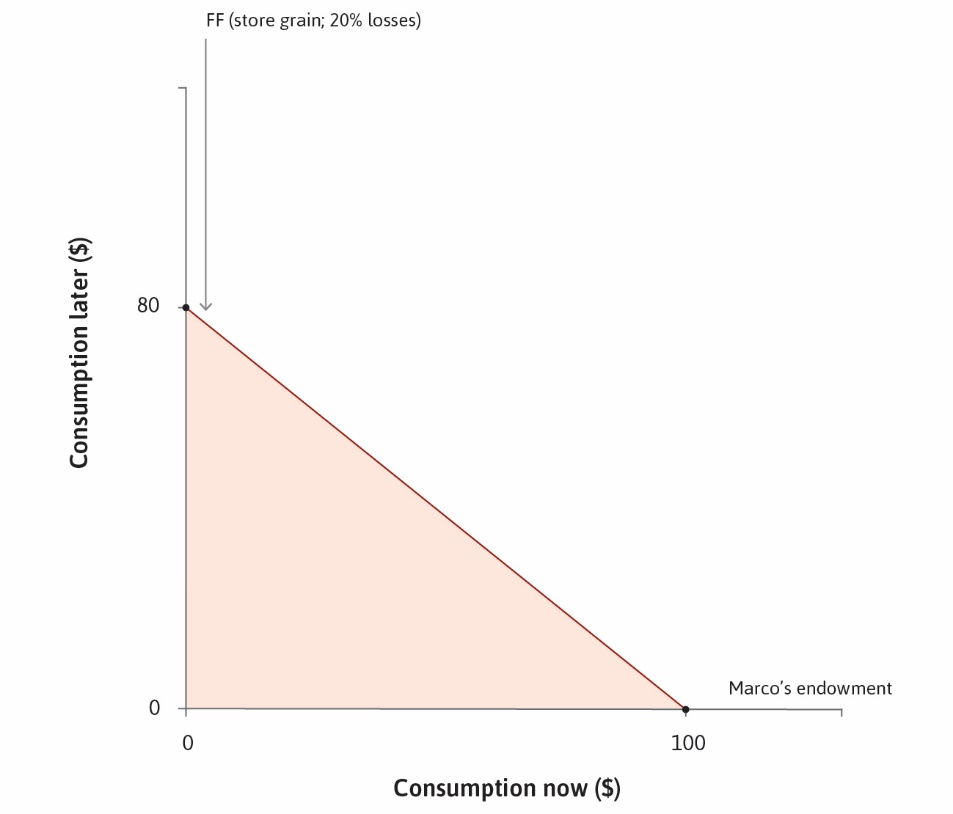 FF (store grain; 20% losses)
Consumption later ($)
80
Marco's endowment
0
0
100
Consumption now ($)